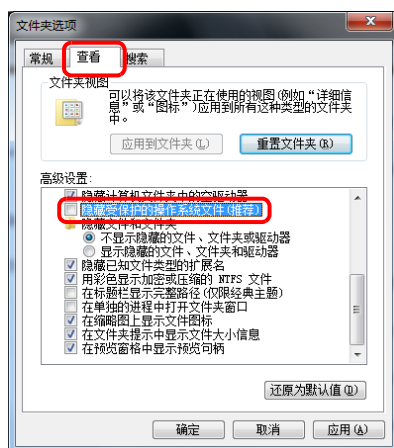 文件夹选项
常规 查看 搜索
文件夹视图
可以将该文件夹正在使用的视图(例如“详细信
息”或“图标”)应用到所有这种类型的文件夹
中。
应用到文件夹(L) 重置文件夹(R)
高级设置:
隐藏计算机文件夹中的空驱动器
隐藏受保护的操作系统文件(推荐)
隐藏文件和文件夹
不显示隐藏的文件、文件夹或驱动器
显示隐藏的文件、文件夹和驱动器
隐藏已知文件类型的扩展名
用彩色显示加密或压缩的 NTFS 文件
在标题栏显示完整路径(仅限经典主题)
在单独的进程中打开文件夹窗口
在缩略图上显示文件图标
在文件夹提示中显示文件大小信息
在预览窗格中显示预览句柄
还原为默认值(D)
确定 取消 应用(A)